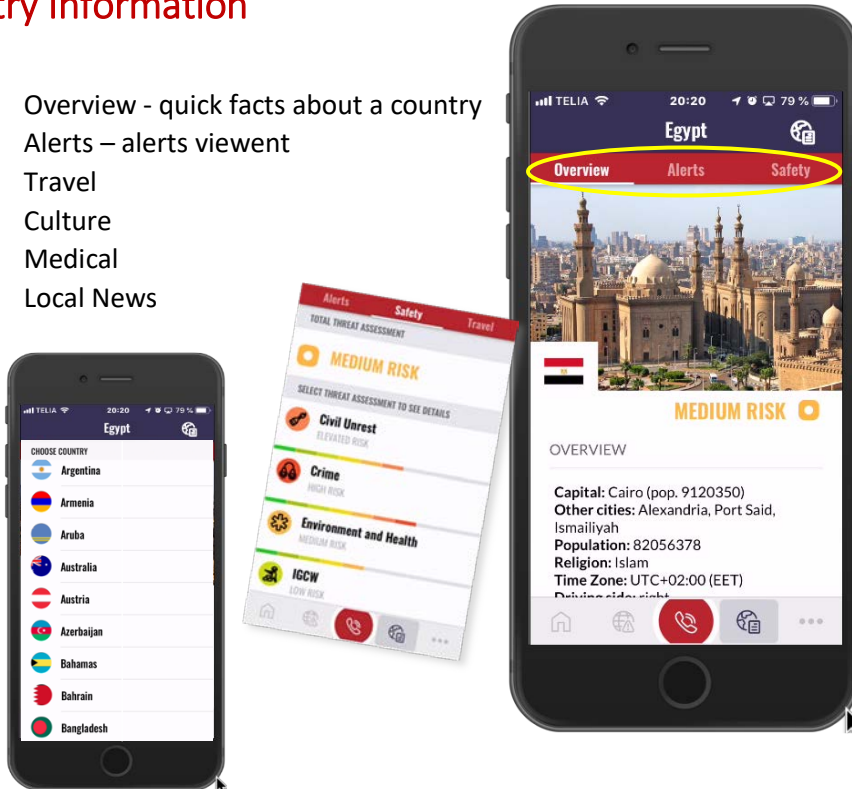 try Information
Overview - quick facts about a country
Alerts – alerts viewent
Travel
Culture
Medical
Local News
TELIA 20:20 79 %
Egypt
CHOOSE COUNTRY
Argentina
Armenia
Aruba
Australia
Austria
Azerbaijan
Bahamas
Bahrain
Bangladesh
Alerts Safety Travel
TOTAL THREAT ASSESSMENT
MEDIUM RISK
SELECT THREAT ASSESSMENT TO SEE DETAILS
Civil Unrest
ELEVATED RISK
Crime
HIGH RISK
Environment and Health
MEDIUM RISK
IGCW
LOW RISK
TELIA 20:20 79 %
Egypt
Overview Alerts Safety
MEDIUM RISK
OVERVIEW
Capital: Cairo (pop. 9120350)
Other cities: Alexandria, Port Said,
Ismailiyah
Population: 82056378
Religion: Islam
Time Zone: UTC+02:00 (EET)
Driving side: right